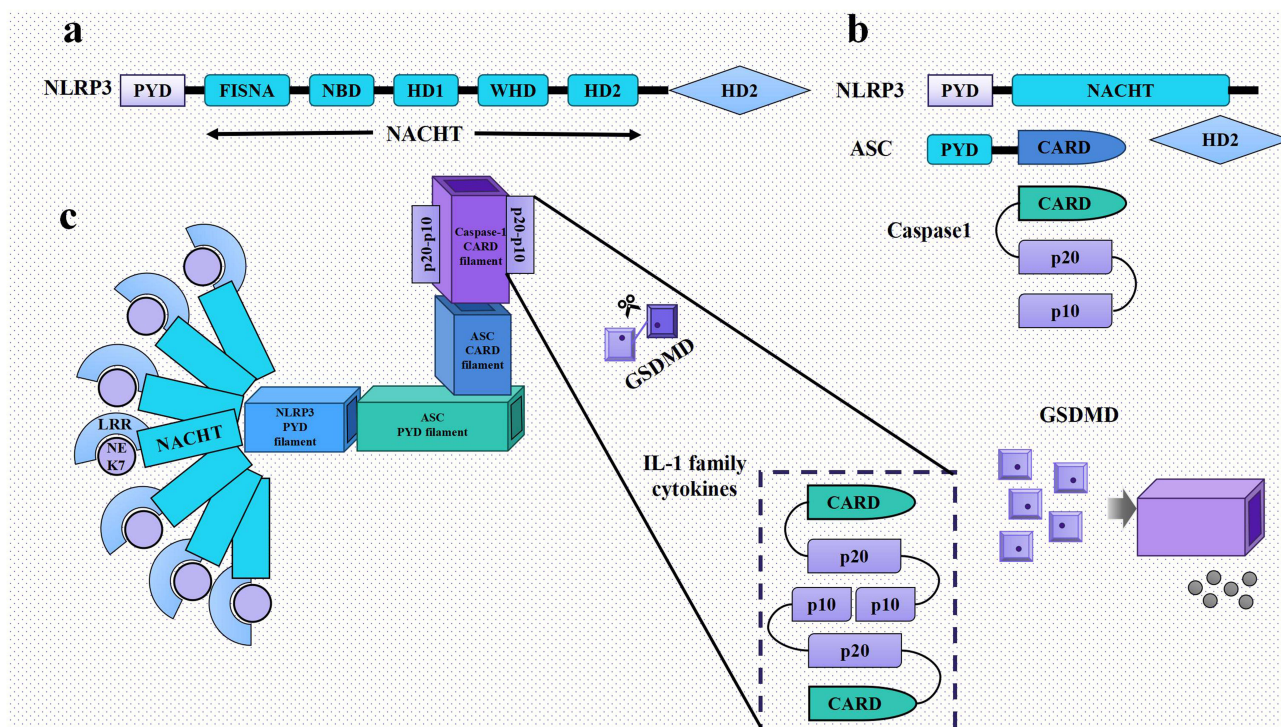 a
NLRP3 PYD FISNA NBD HD1 WHD HD2 HD2
NACHT
b
NLRP3 PYD NACHT
ASC PYD CARD HD2
Caspase1
CARD
p20
p10
c
p20-p10
Caspase-1
CARD
filament
p20-p10
ASC
CARD
filament
GSDMD
LRR
NE
K7
NACHT
NLRP3
PYD
filament
ASC
PYD filament
IL-1 family
cytokines
CARD
p20
p10 p10
p20
CARD
GSDMD